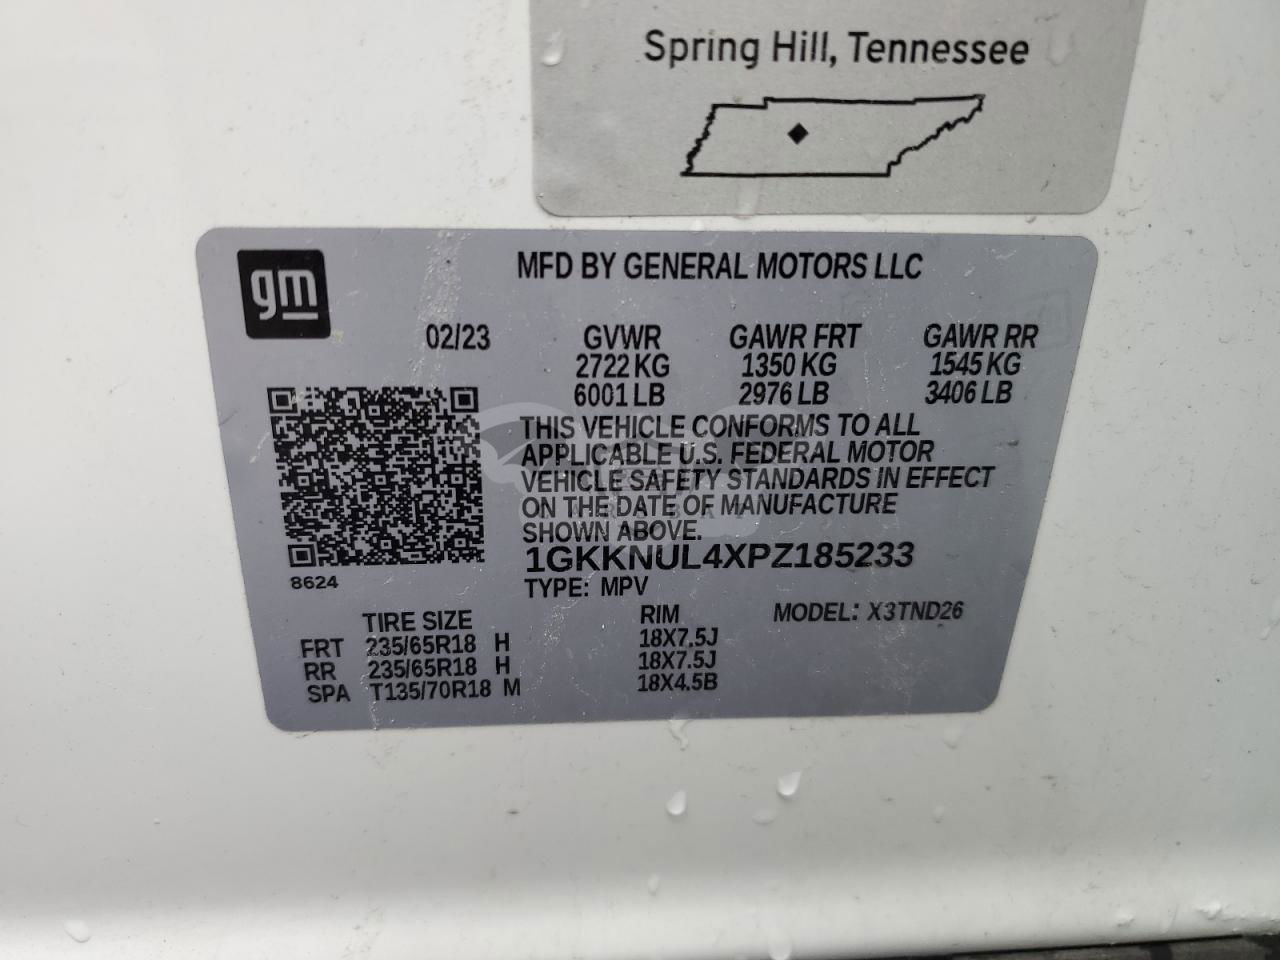 Spring Hill, Tennessee
gm
MFD BY GENERAL MOTORS LLC
02/23 GVWR GAWR FRT GAWR RR
2722 KG 1350 KG 1545 KG
6001 LB 2976 LB 3406 LB
THIS VEHICLE CONFORMS TO ALL
APPLICABLE U.S. FEDERAL MOTOR
VEHICLE SAFETY STANDARDS IN EFFECT
ON THE DATE OF MANUFACTURE
SHOWN ABOVE.
1GKKNUL4XPZ185233
8624
TYPE: MPV
TIRE SIZE RIM MODEL: X3TND26
FRT 235/65R18 H 18X7.5J
RR 235/65R18 H 18X7.5J
SPA T135/70R18 M 18X4.5B